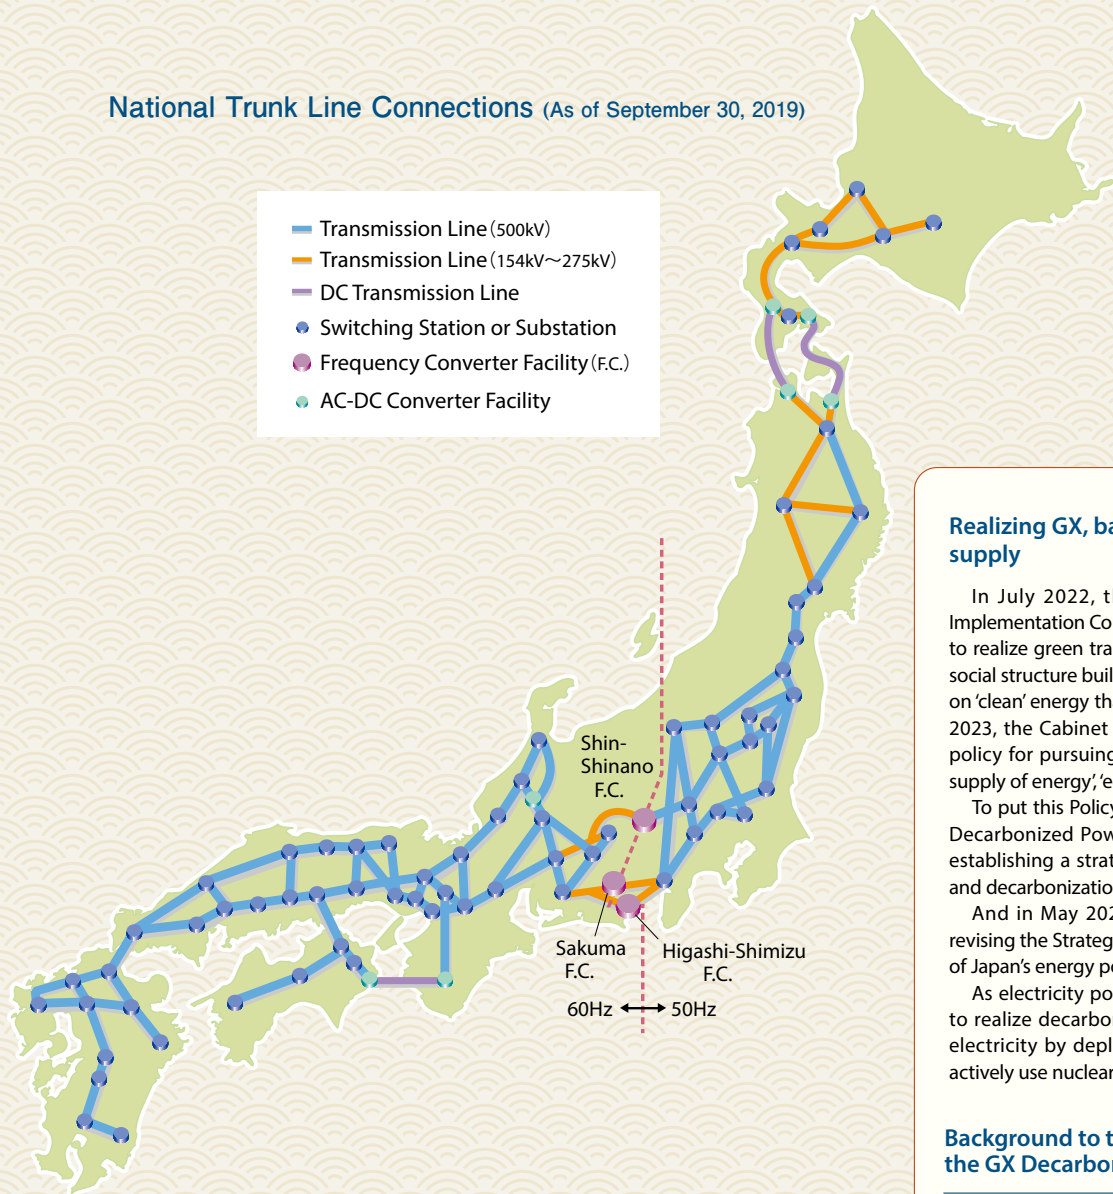 National Trunk Line Connections (As of September 30, 2019)
Transmission Line(500kV)
Transmission Line(154kV～275kV)
DC Transmission Line
Switching Station or Substation
Frequency Converter Facility(F.C.)
AC-DC Converter Facility
Shin-
Shinano
F.C.
Sakuma
F.C.
Higashi-Shimizu
F.C.
60Hz
50Hz
Realizing GX, ba
supply
In July 2022, th
Implementation Co
to realize green tra
social structure buil
on ‘clean’ energy tha
2023, the Cabinet
policy for pursuing
supply of energy’, ‘e
To put this Policy
Decarbonized Pow
establishing a strat
and decarbonizatio
And in May 202
revising the Strateg
of Japan’s energy po
As electricity po
to realize decarbo
electricity by depl
actively use nuclear
Background to t
the GX Decarbo